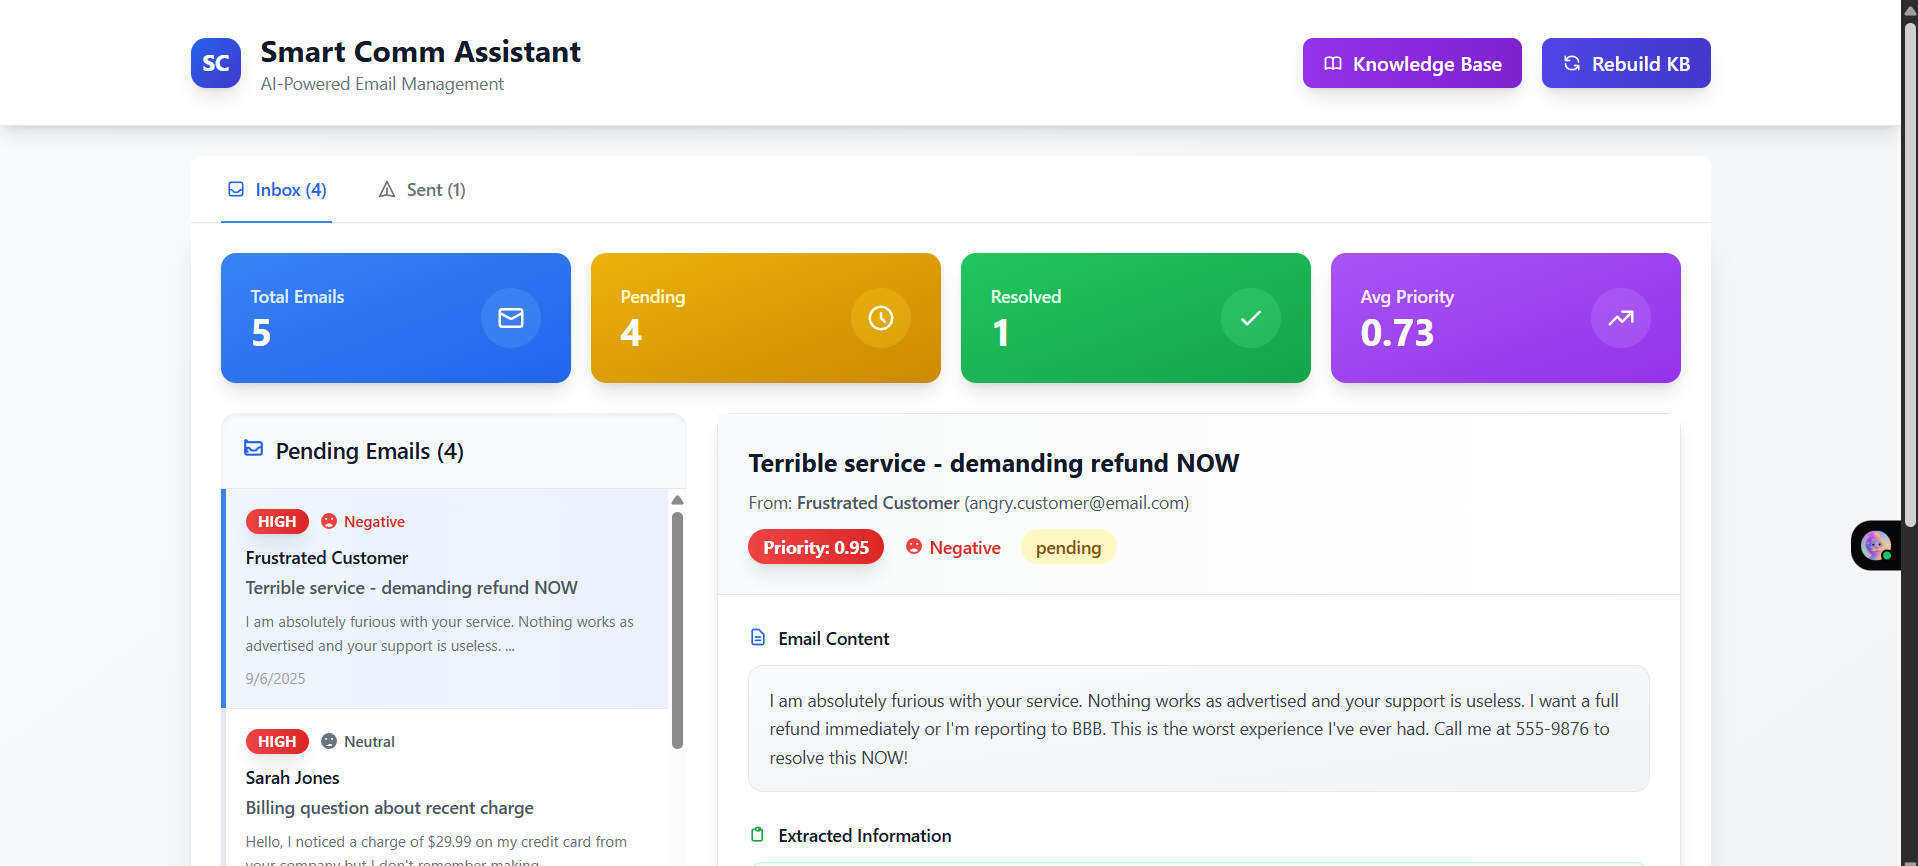 SC
Smart Comm Assistant
AI-Powered Email Management
Knowledge Base
Rebuild KB
Inbox (4)
Sent (1)
Total Emails
5
Pending
4
Resolved
1
Avg Priority
0.73
Pending Emails (4)
HIGH Negative
Frustrated Customer
Terrible service - demanding refund NOW
I am absolutely furious with your service. Nothing works as
advertised and your support is useless. ...
9/6/2025
HIGH Neutral
Sarah Jones
Billing question about recent charge
Hello, I noticed a charge of $29.99 on my credit card from
your company but I don't remember making
Terrible service - demanding refund NOW
From: Frustrated Customer (angry.customer@email.com)
Priority: 0.95 Negative pending
Email Content
I am absolutely furious with your service. Nothing works as advertised and your support is useless. I want a full
refund immediately or I'm reporting to BBB. This is the worst experience I've ever had. Call me at 555-9876 to
resolve this NOW!
Extracted Information